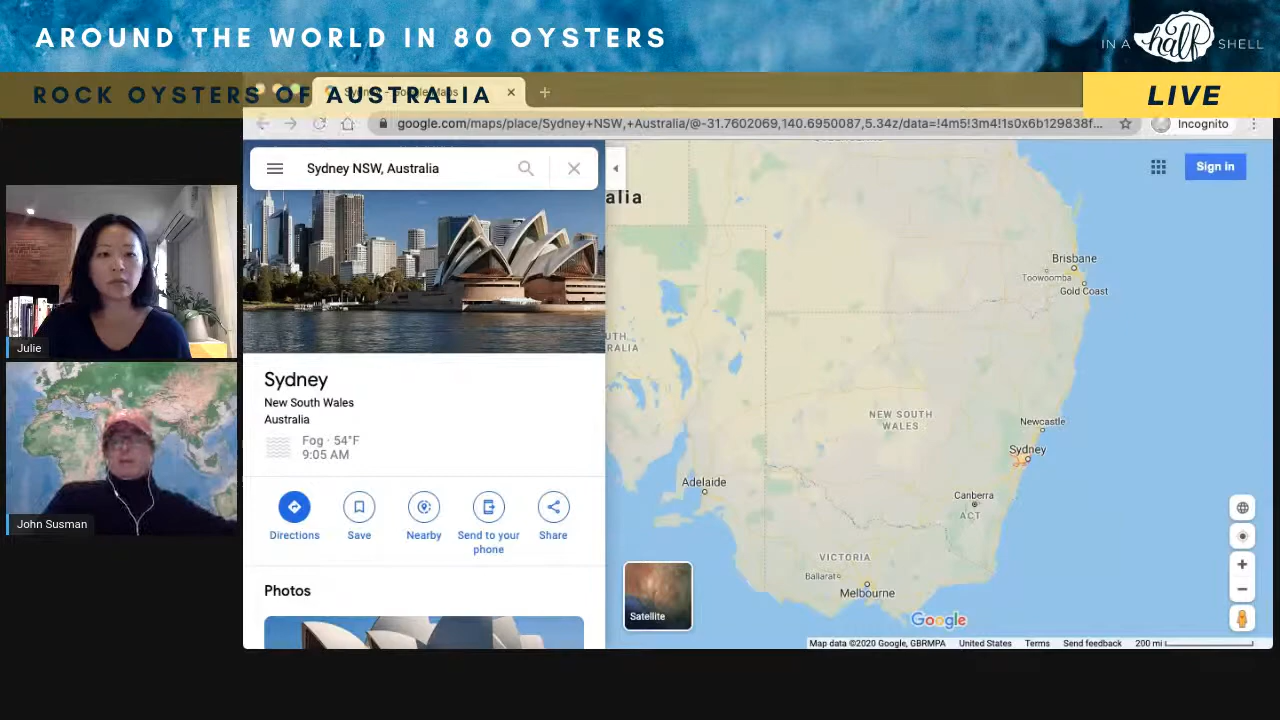 AROUND THE WORLD IN 80 OYSTERS
IN A half SHELL
ROCK OYSTERS OF AUSTRALIA
LIVE
google.com/maps/place/Sydney+NSW,+Australia/@-31.7602069,140.6950087,5.34z/data=!4m5!3m4!1s0x6b129838f...
Incognito
Sydney NSW, Australia
Sign in
alia
Brisbane
Toowoomba
Gold Coast
UTH
RALIA
Julie
Sydney
New South Wales
Australia
Fog · 54°F
9:05 AM
NEW SOUTH
WALES
Newcastle
Sydney
Adelaide
Canberra
ACT
John Susman
Directions
Save
Nearby
Send to your
phone
Share
VICTORIA
Ballarat
Melbourne
Photos
Satellite
Google
Map data ©2020 Google, GBRMPA
United States
Terms
Send feedback
200 mi